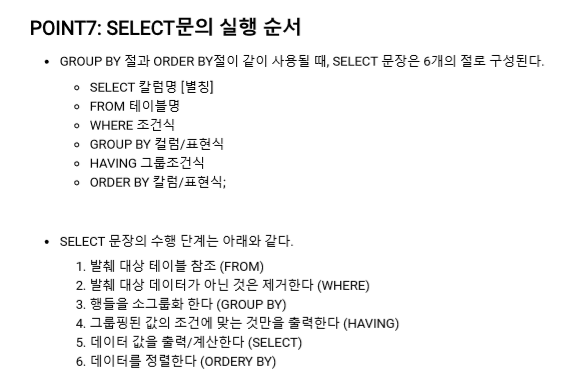 POINT7: SELECT문의 실행 순서
GROUP BY 절과 ORDER BY절이 같이 사용될 때, SELECT 문장은 6개의 절로 구성된다.
SELECT 칼럼명 [별칭]
FROM 테이블명
WHERE 조건식
GROUP BY 컬럼/표현식
HAVING 그룹조건식
ORDER BY 칼럼/표현식;
SELECT 문장의 수행 단계는 아래와 같다.
1. 발췌 대상 테이블 참조 (FROM)
2. 발췌 대상 데이터가 아닌 것은 제거한다 (WHERE)
3. 행들을 소그룹화 한다 (GROUP BY)
4. 그룹핑된 값의 조건에 맞는 것만을 출력한다 (HAVING)
5. 데이터 값을 출력/계산한다 (SELECT)
6. 데이터를 정렬한다 (ORDERY BY)